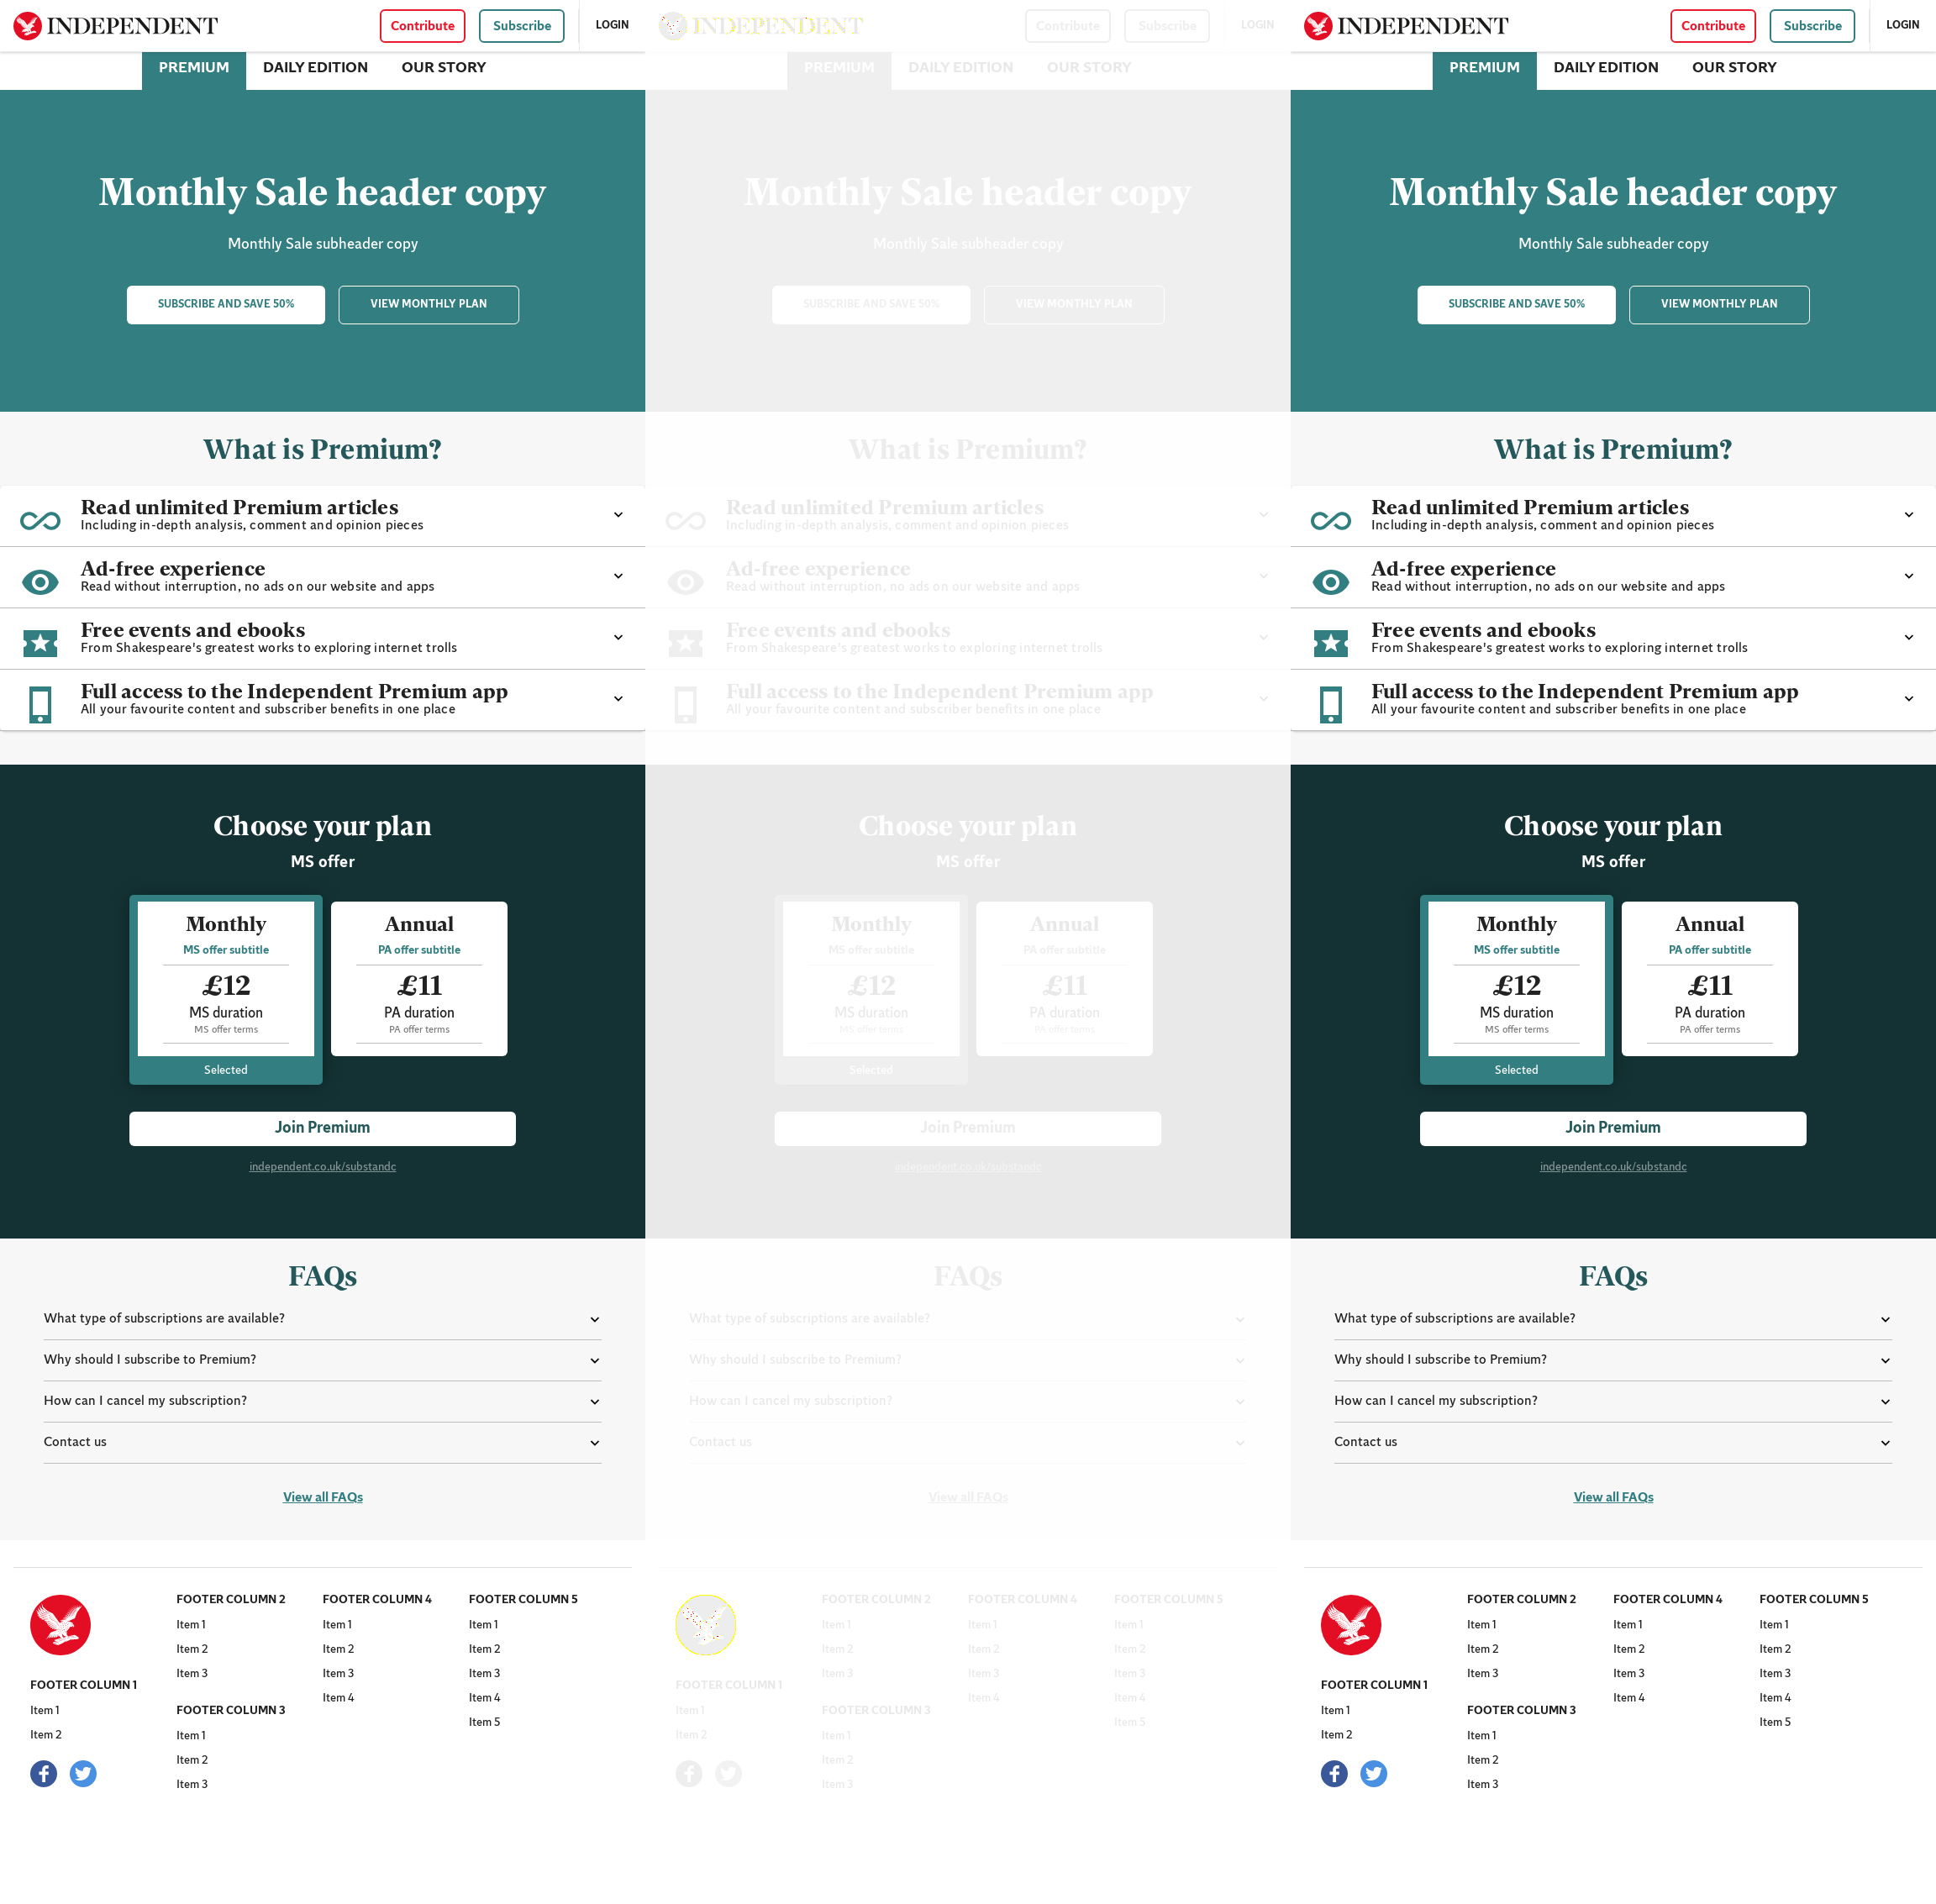 INDEPENDENT
Contribute
Subscribe
LOGIN
PREMIUM
DAILY EDITION
OUR STORY
Monthly Sale header copy
Monthly Sale subheader copy
SUBSCRIBE AND SAVE 50%
VIEW MONTHLY PLAN
What is Premium?
Read unlimited Premium articles
Including in-depth analysis, comment and opinion pieces
Ad-free experience
Read without interruption, no ads on our website and apps
Free events and ebooks
From Shakespeare's greatest works to exploring internet trolls
Full access to the Independent Premium app
All your favourite content and subscriber benefits in one place
Choose your plan
MS offer
Monthly
MS offer subtitle
£12
MS duration
MS offer terms
Selected
Annual
PA offer subtitle
£11
PA duration
PA offer terms
Join Premium
independent.co.uk/substandc
FAQs
What type of subscriptions are available?
Why should I subscribe to Premium?
How can I cancel my subscription?
Contact us
View all FAQs
FOOTER COLUMN 1
Item 1
Item 2
FOOTER COLUMN 2
Item 1
Item 2
Item 3
FOOTER COLUMN 3
Item 1
Item 2
Item 3
FOOTER COLUMN 4
Item 1
Item 2
Item 3
Item 4
FOOTER COLUMN 5
Item 1
Item 2
Item 3
Item 4
Item 5
INDEPENDENT
Contribute
Subscribe
LOGIN
PREMIUM
DAILY EDITION
OUR STORY
Monthly Sale header copy
Monthly Sale subheader copy
SUBSCRIBE AND SAVE 50%
VIEW MONTHLY PLAN
What is Premium?
Read unlimited Premium articles
Including in-depth analysis, comment and opinion pieces
Ad-free experience
Read without interruption, no ads on our website and apps
Free events and ebooks
From Shakespeare's greatest works to exploring internet trolls
Full access to the Independent Premium app
All your favourite content and subscriber benefits in one place
Choose your plan
MS offer
Monthly
MS offer subtitle
£12
MS duration
MS offer terms
Selected
Annual
PA offer subtitle
£11
PA duration
PA offer terms
Join Premium
independent.co.uk/substandc
FAQs
What type of subscriptions are available?
Why should I subscribe to Premium?
How can I cancel my subscription?
Contact us
View all FAQs
FOOTER COLUMN 1
Item 1
Item 2
FOOTER COLUMN 2
Item 1
Item 2
Item 3
FOOTER COLUMN 3
Item 1
Item 2
Item 3
FOOTER COLUMN 4
Item 1
Item 2
Item 3
Item 4
FOOTER COLUMN 5
Item 1
Item 2
Item 3
Item 4
Item 5
INDEPENDENT
Contribute
Subscribe
LOGIN
PREMIUM
DAILY EDITION
OUR STORY
Monthly Sale header copy
Monthly Sale subheader copy
SUBSCRIBE AND SAVE 50%
VIEW MONTHLY PLAN
What is Premium?
Read unlimited Premium articles
Including in-depth analysis, comment and opinion pieces
Ad-free experience
Read without interruption, no ads on our website and apps
Free events and ebooks
From Shakespeare's greatest works to exploring internet trolls
Full access to the Independent Premium app
All your favourite content and subscriber benefits in one place
Choose your plan
MS offer
Monthly
MS offer subtitle
£12
MS duration
MS offer terms
Selected
Annual
PA offer subtitle
£11
PA duration
PA offer terms
Join Premium
independent.co.uk/substandc
FAQs
What type of subscriptions are available?
Why should I subscribe to Premium?
How can I cancel my subscription?
Contact us
View all FAQs
FOOTER COLUMN 1
Item 1
Item 2
FOOTER COLUMN 2
Item 1
Item 2
Item 3
FOOTER COLUMN 3
Item 1
Item 2
Item 3
FOOTER COLUMN 4
Item 1
Item 2
Item 3
Item 4
FOOTER COLUMN 5
Item 1
Item 2
Item 3
Item 4
Item 5